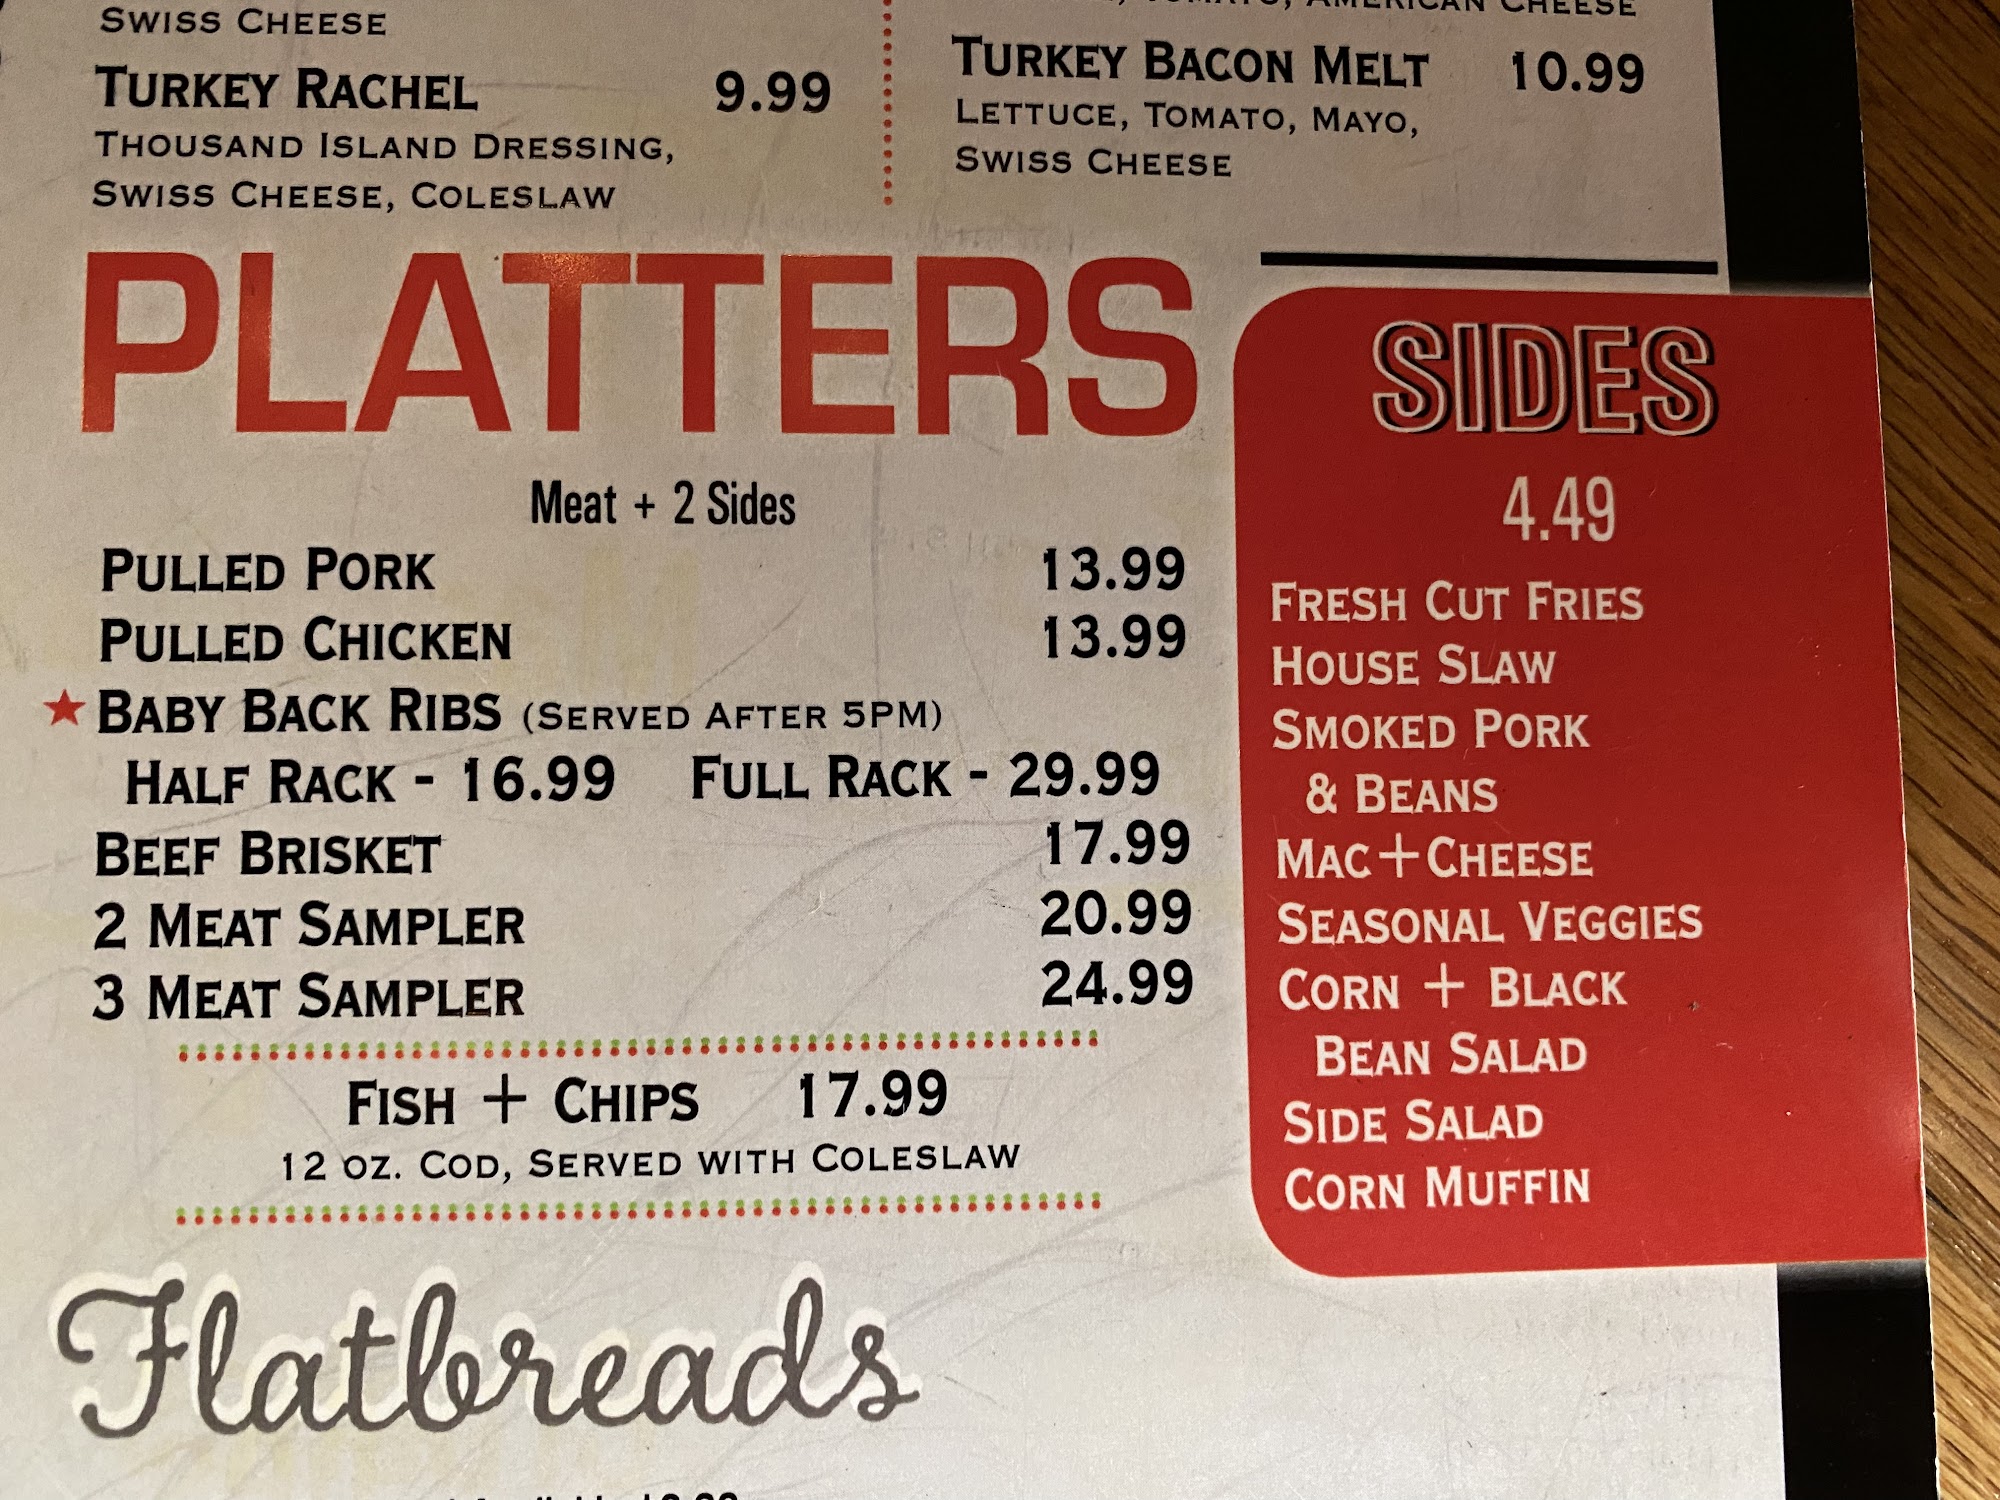 Swiss Cheese
Turkey Rachel 9.99
Thousand Island Dressing,
Swiss Cheese, Coleslaw
Tomato, American Cheese
Turkey Bacon Melt 10.99
Lettuce, Tomato, Mayo,
Swiss Cheese
PLATTERS
Meat + 2 Sides
Pulled Pork 13.99
Pulled Chicken 13.99
Baby Back Ribs (Served After 5pm)
Half Rack - 16.99 Full Rack - 29.99
Beef Brisket 17.99
2 Meat Sampler 20.99
3 Meat Sampler 24.99
Fish + Chips 17.99
12 oz. Cod, Served with Coleslaw
SIDES
4.49
Fresh Cut Fries
House Slaw
Smoked Pork
& Beans
Mac+Cheese
Seasonal Veggies
Corn + Black
Bean Salad
Side Salad
Corn Muffin
Flatbreads